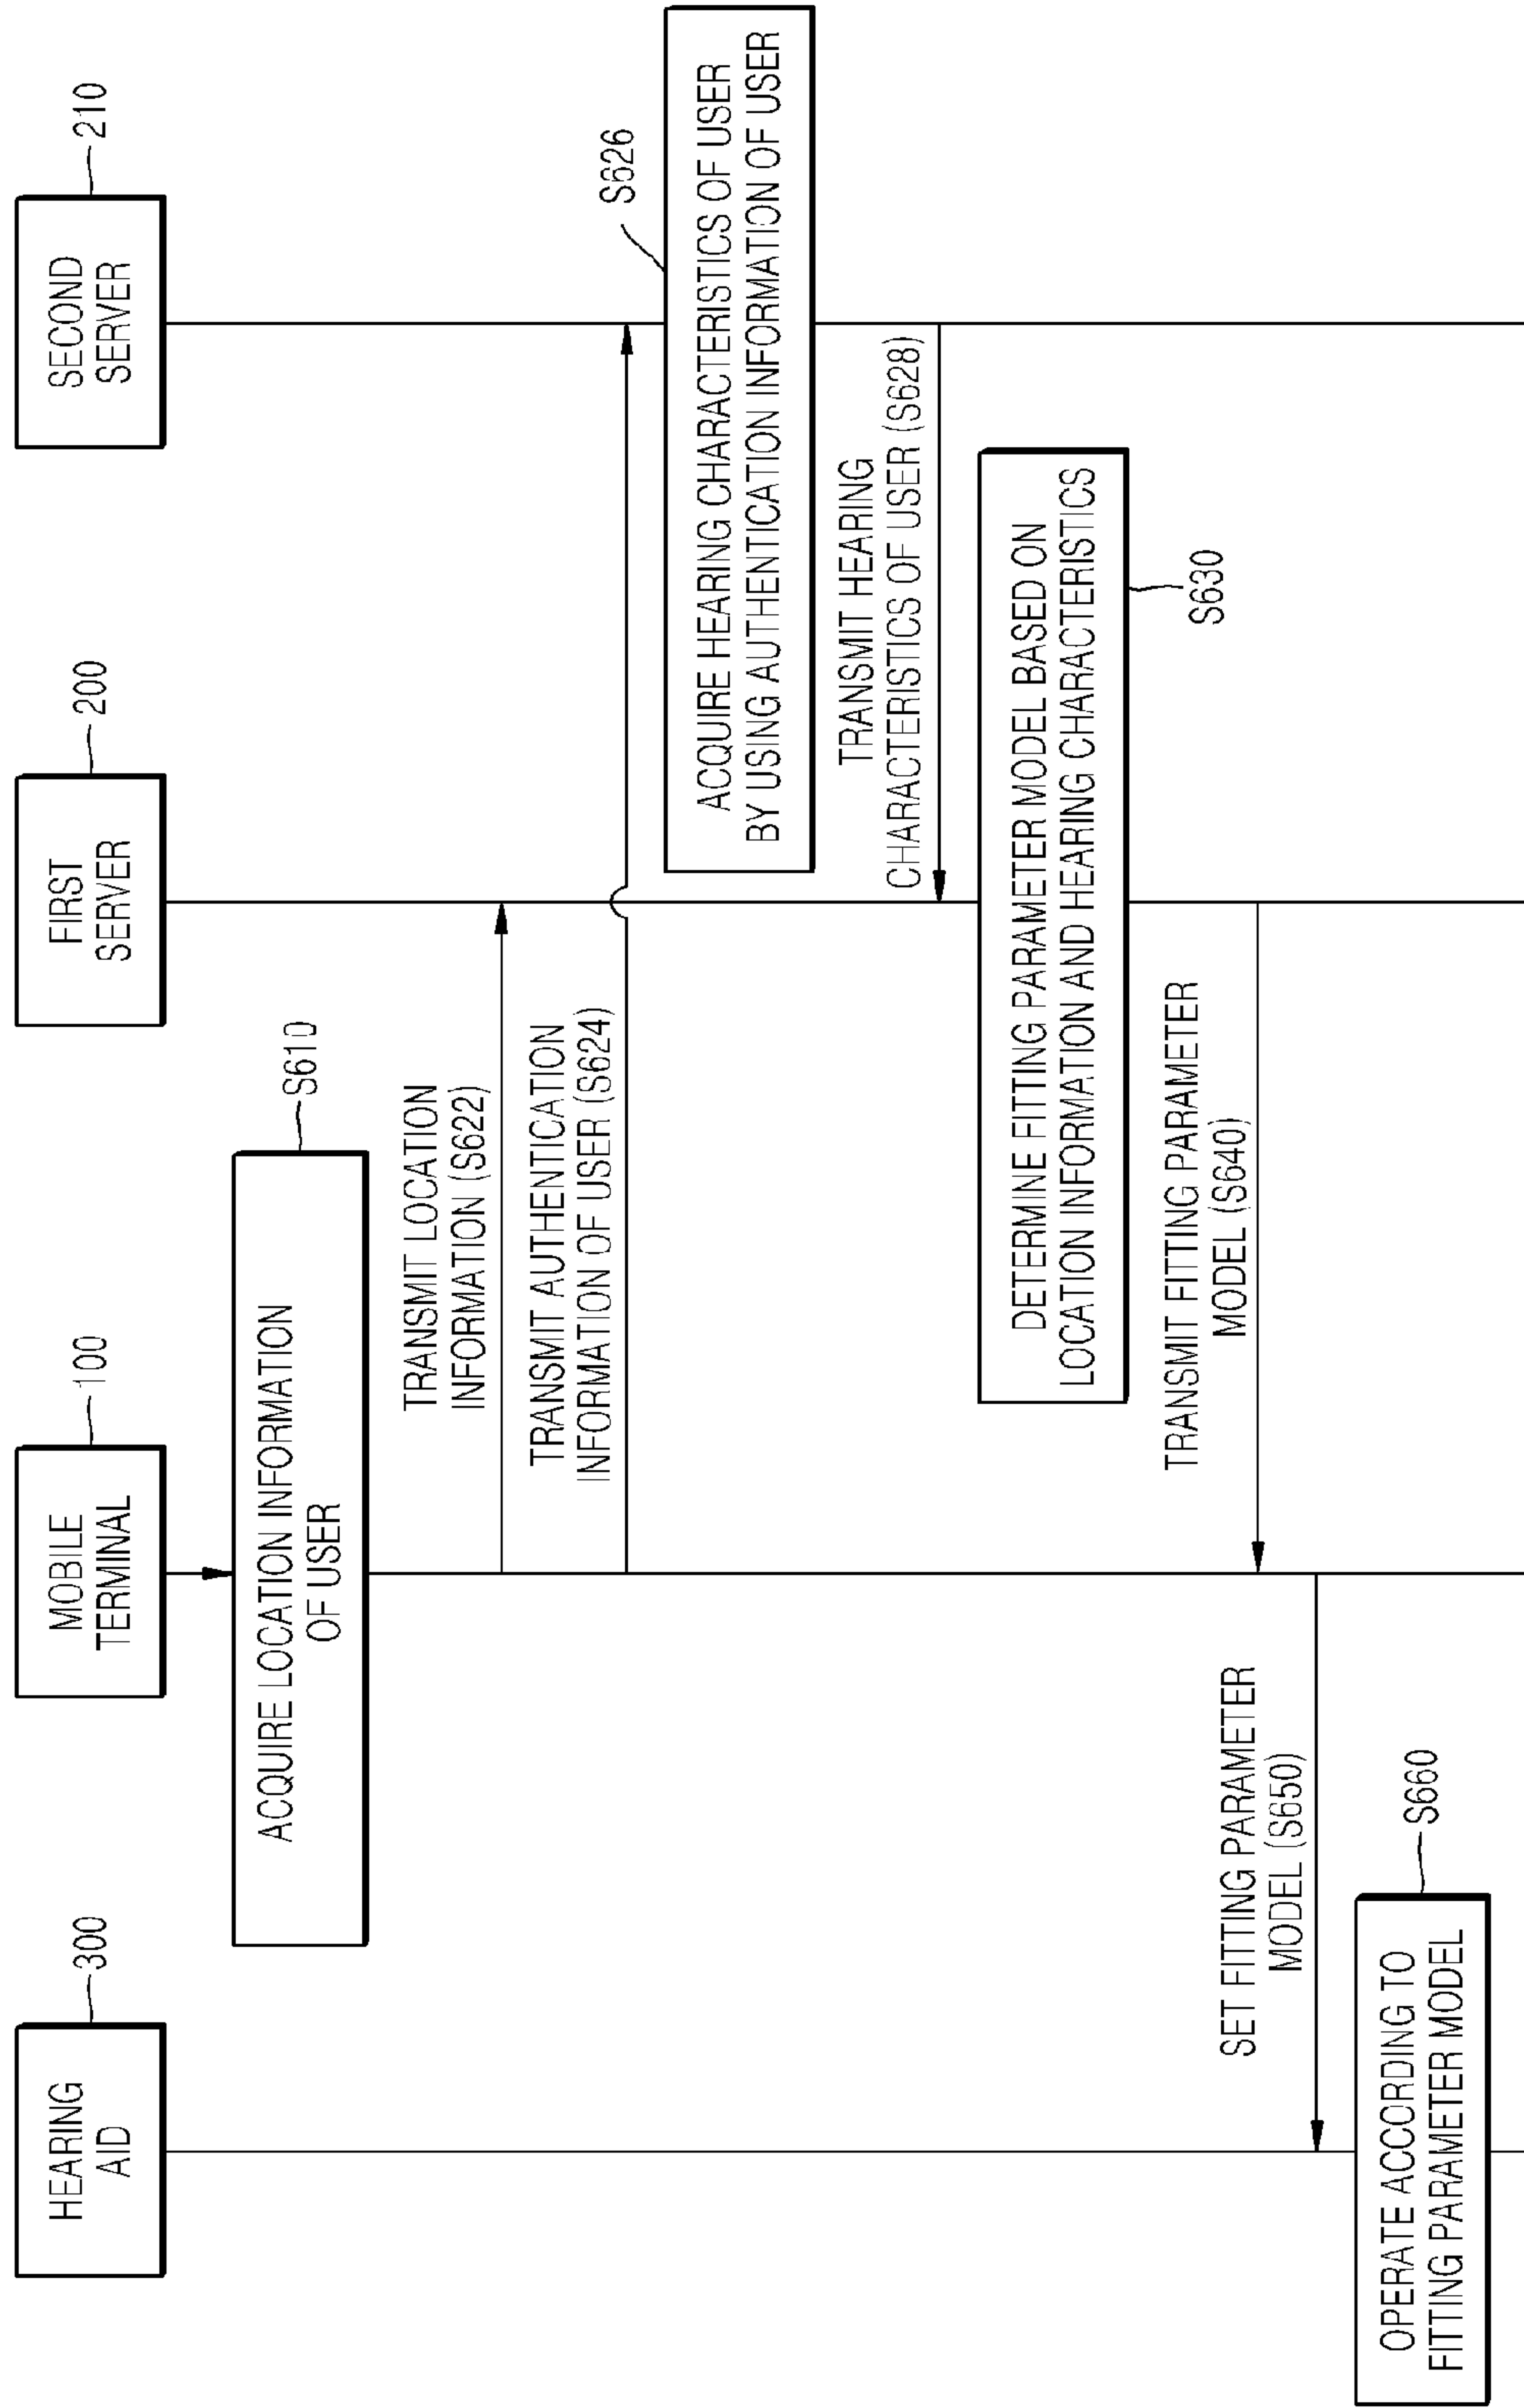 HEARING
AID
300
MOBILE
TERMINAL
100
FIRST
SERVER
200
SECOND
SERVER
210
ACQUIRE LOCATION INFORMATION
OF USER
S610
TRANSMIT LOCATION
INFORMATION (S622)
TRANSMIT AUTHENTICATION
INFORMATION OF USER (S624)
S626
ACQUIRE HEARING CHARACTERISTICS OF USER
BY USING AUTHENTICATION INFORMATION OF USER
TRANSMIT HEARING
CHARACTERISTICS OF USER (S628)
DETERMINE FITTING PARAMETER MODEL BASED ON
LOCATION INFORMATION AND HEARING CHARACTERISTICS
S630
TRANSMIT FITTING PARAMETER
MODEL (S640)
SET FITTING PARAMETER
MODEL (S650)
OPERATE ACCORDING TO
FITTING PARAMETER MODEL
S660